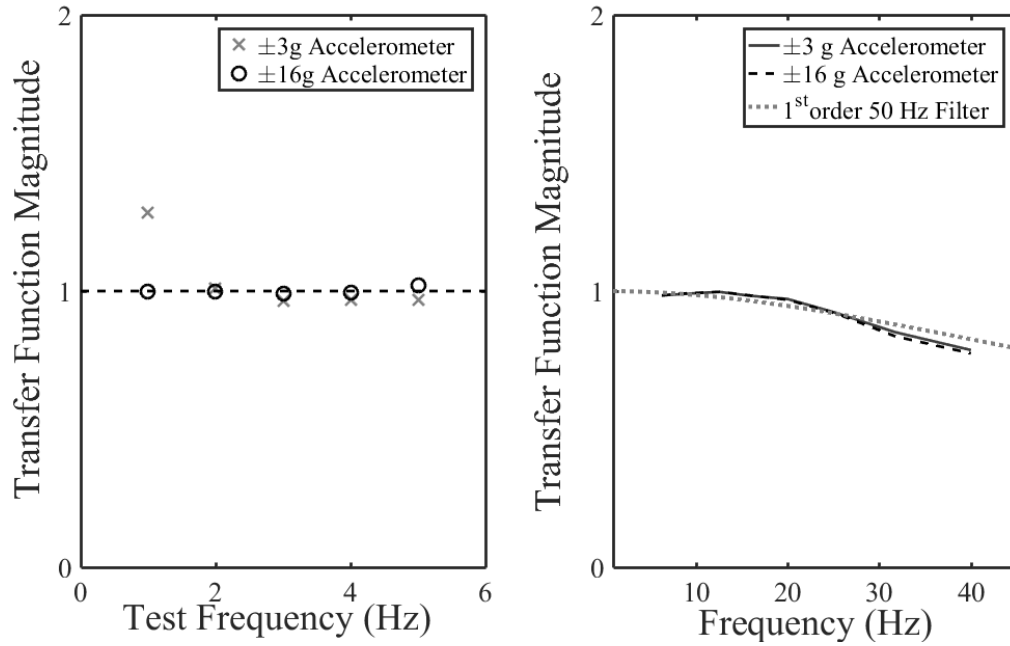 Transfer Function Magnitude
2
1
0
±3g Accelerometer
±16g Accelerometer
0
2
4
6
Test Frequency (Hz)
Transfer Function Magnitude
2
1
0
±3 g Accelerometer
±16 g Accelerometer
1st order 50 Hz Filter
10
20
30
40
Frequency (Hz)